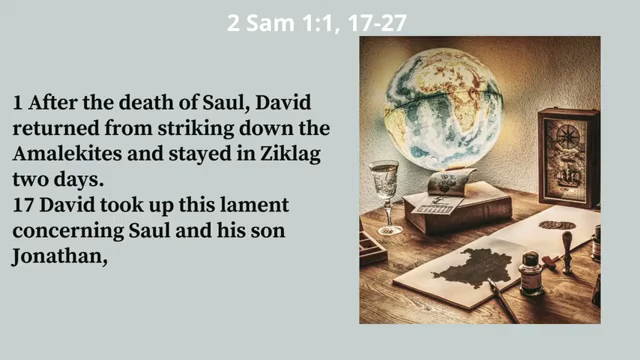 2 Sam 1:1, 17-27
1 After the death of Saul, David
returned from striking down the
Amalekites and stayed in Ziklag
two days.
17 David took up this lament
concerning Saul and his son
Jonathan,